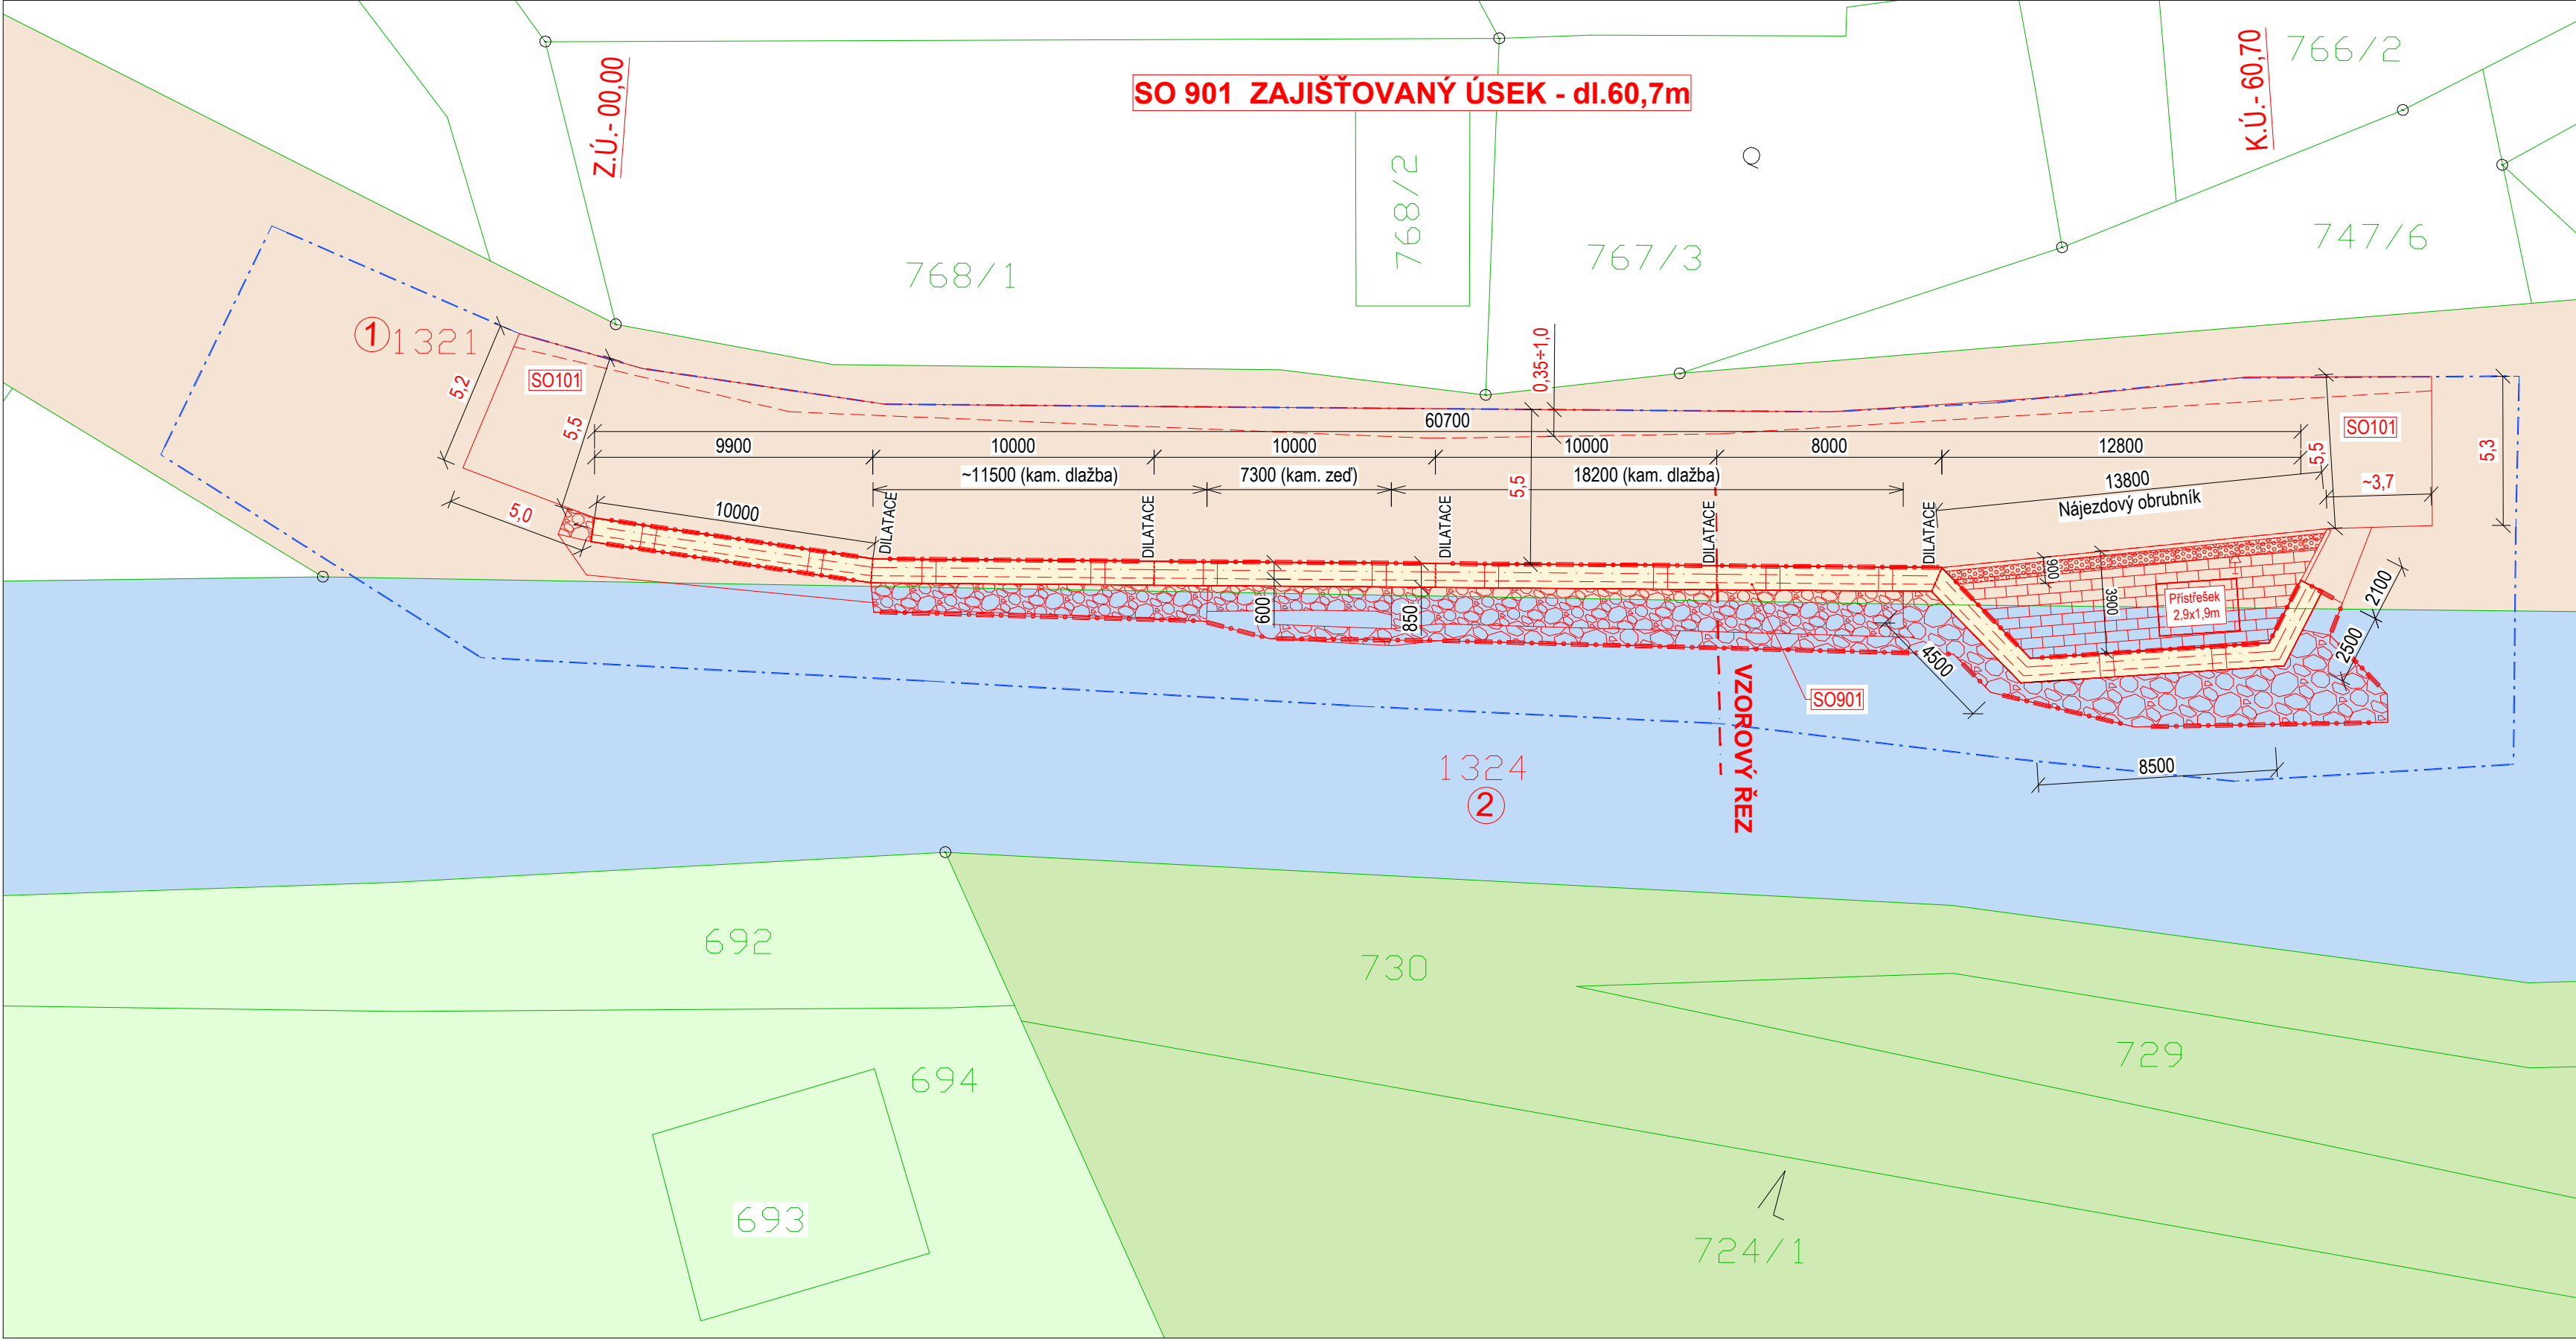 Z.Ú.- 00,00
SO 901 ZAJIŠŤOVANÝ ÚSEK - dl.60,7m
K.Ú.- 60,70
766/2
768/1
768/2
767/3
747/6
1
1321
SO101
5,2
5,5
5,0
0,35÷1,0
60700
9900
10000
10000
10000
8000
12800
~11500 (kam. dlažba)
7300 (kam. zeď)
5,5
18200 (kam. dlažba)
13800
Nájezdový obrubník
5,5
SO101
~3,7
5,3
10000
DILATACE
DILATACE
DILATACE
DILATACE
DILATACE
600
850
900
3900
Přístřešek
2,9x1,9m
2100
2500
4500
SO901
VZOROVÝ ŘEZ
8500
1324
2
692
730
729
694
693
724/1